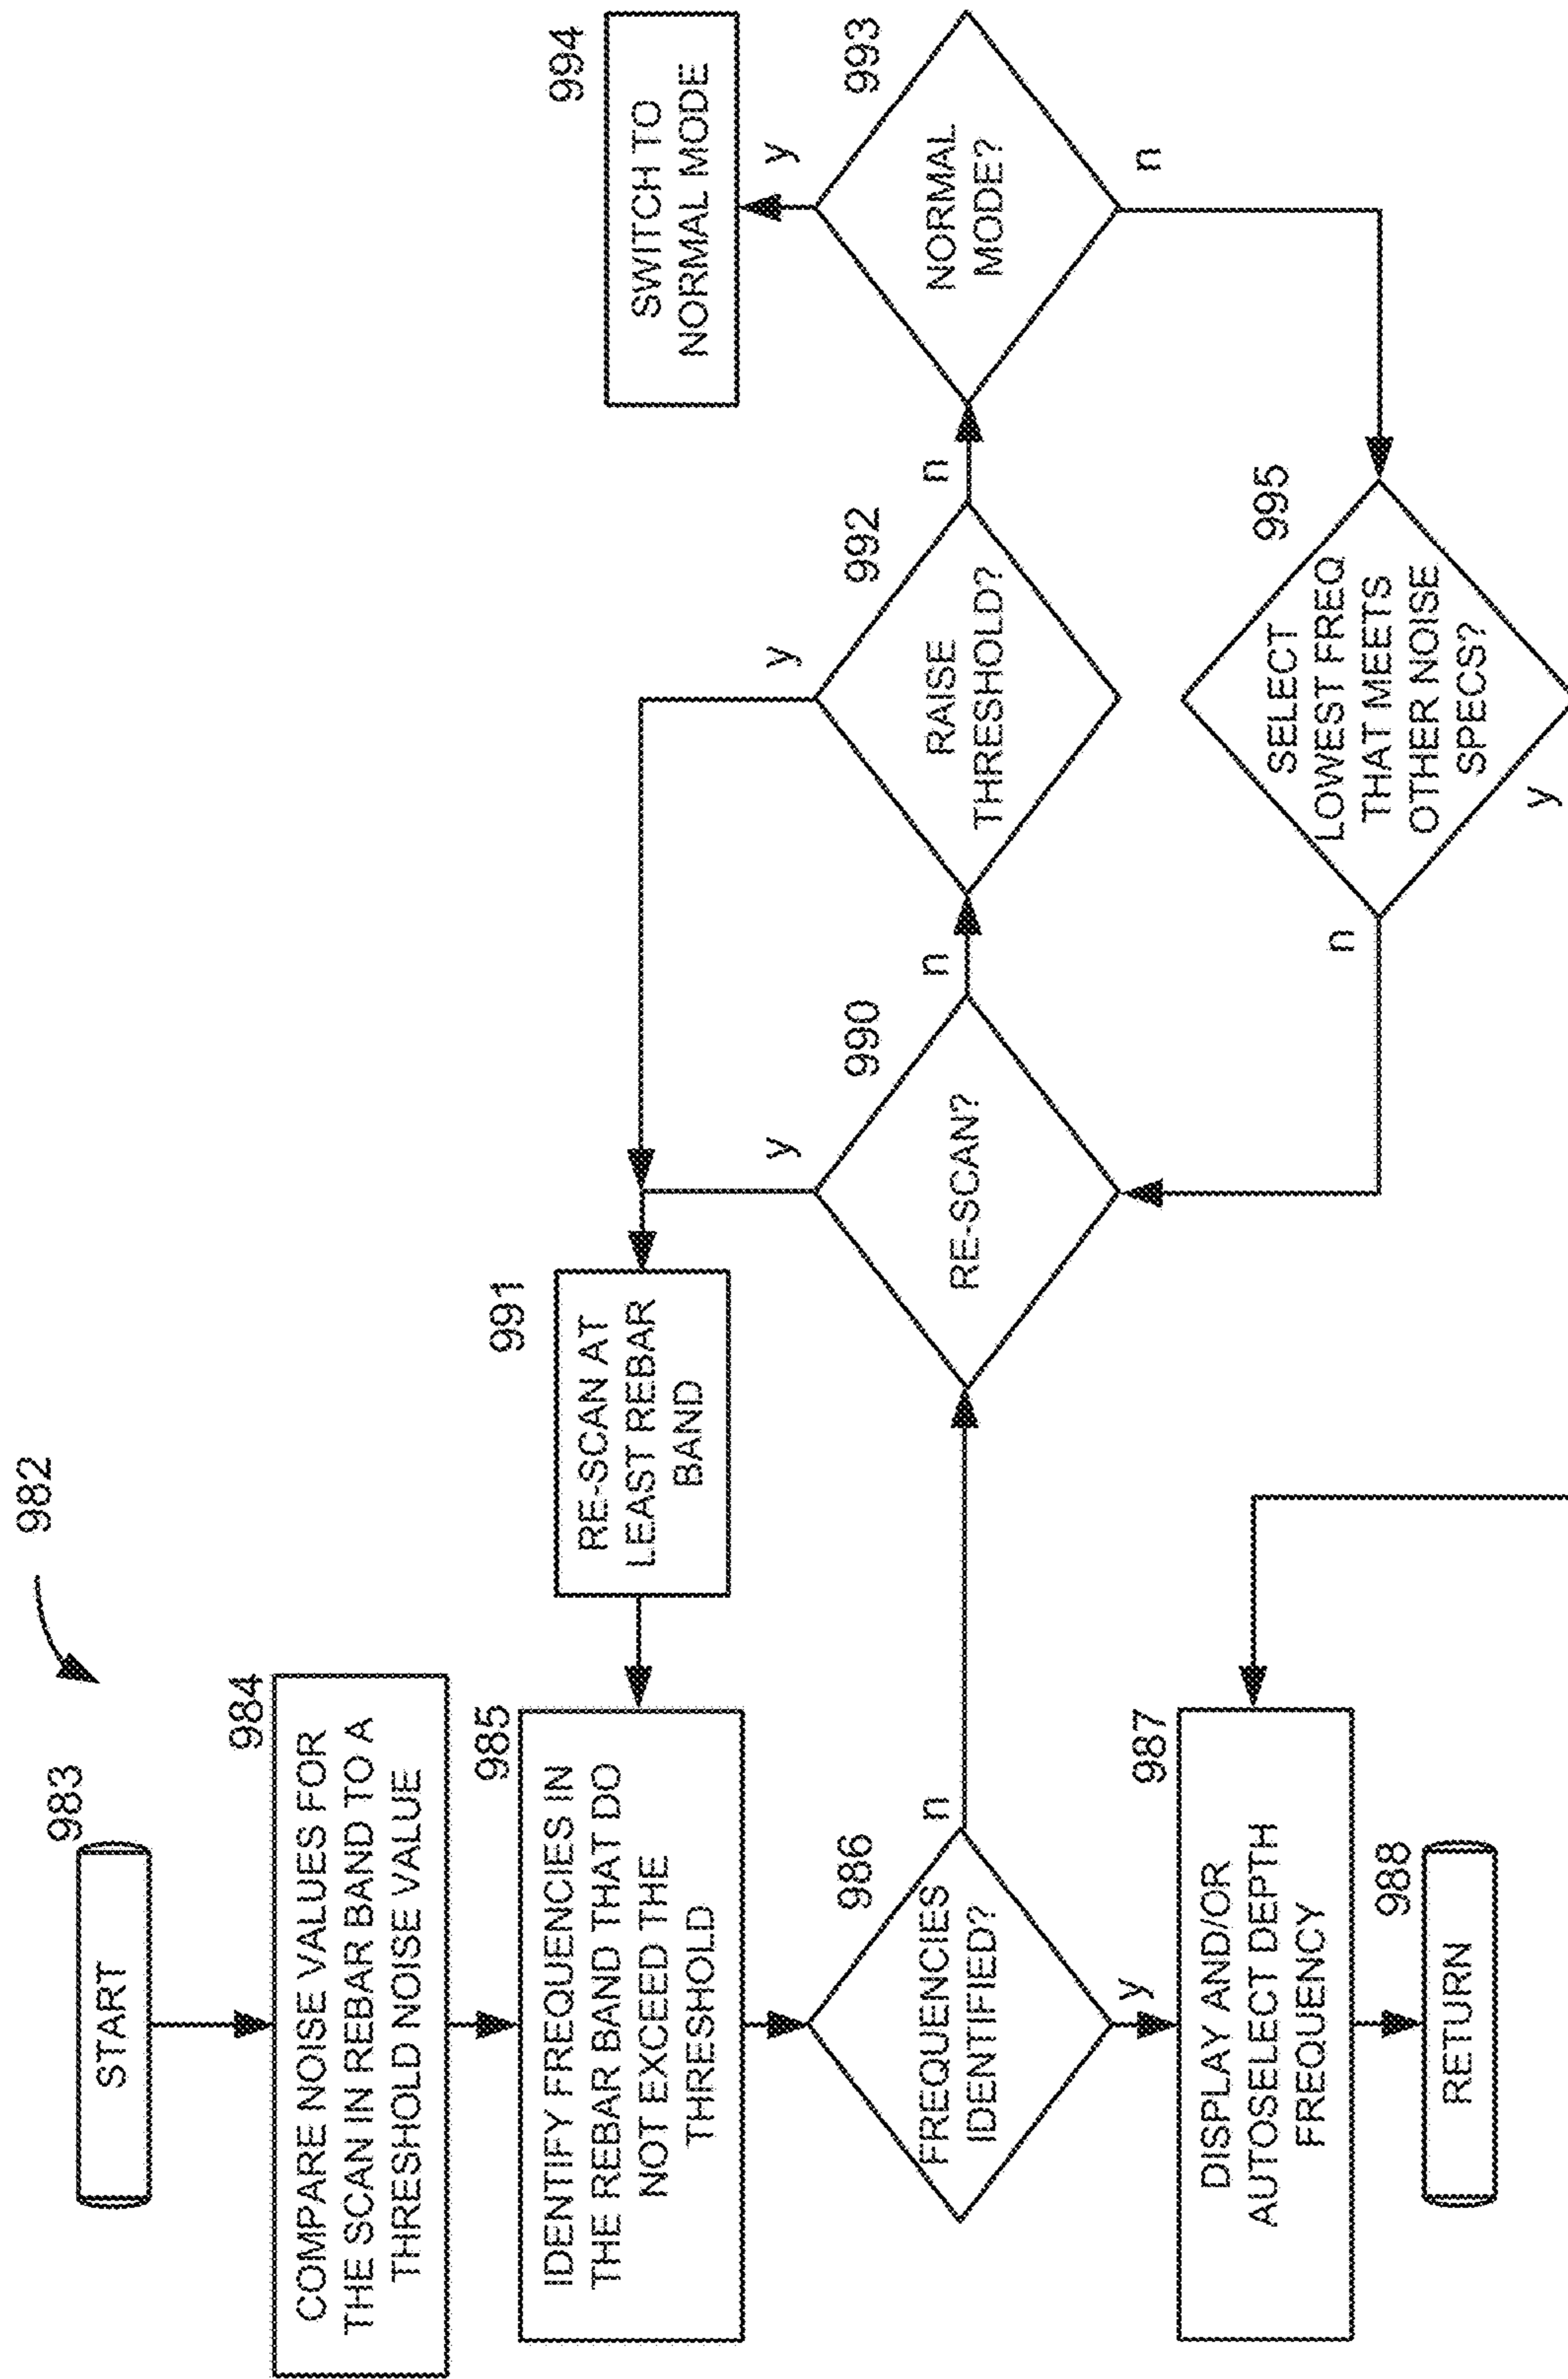 982
983
START
984
COMPARE NOISE VALUES FOR
THE SCAN IN REBAR BAND TO A
THRESHOLD NOISE VALUE
985
IDENTIFY FREQUENCIES IN
THE REBAR BAND THAT DO
NOT EXCEED THE
THRESHOLD
986
FREQUENCIES
IDENTIFIED?
n
y
987
DISPLAY AND/OR
AUTOSELECT DEPTH
FREQUENCY
988
RETURN
991
RE-SCAN AT
LEAST REBAR
BAND
990
RE-SCAN?
y
n
992
RAISE
THRESHOLD?
y
n
993
NORMAL
MODE?
y
n
994
SWITCH TO
NORMAL MODE
995
SELECT
LOWEST FREQ
THAT MEETS
OTHER NOISE
SPECS?
n
y